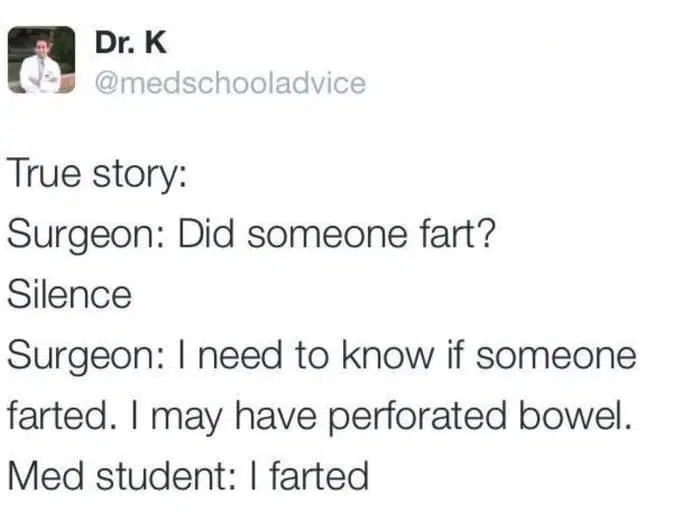 Dr. K
@medschooladvice
True story:
Surgeon: Did someone fart?
Silence
Surgeon: I need to know if someone
farted. I may have perforated bowel.
Med student: I farted